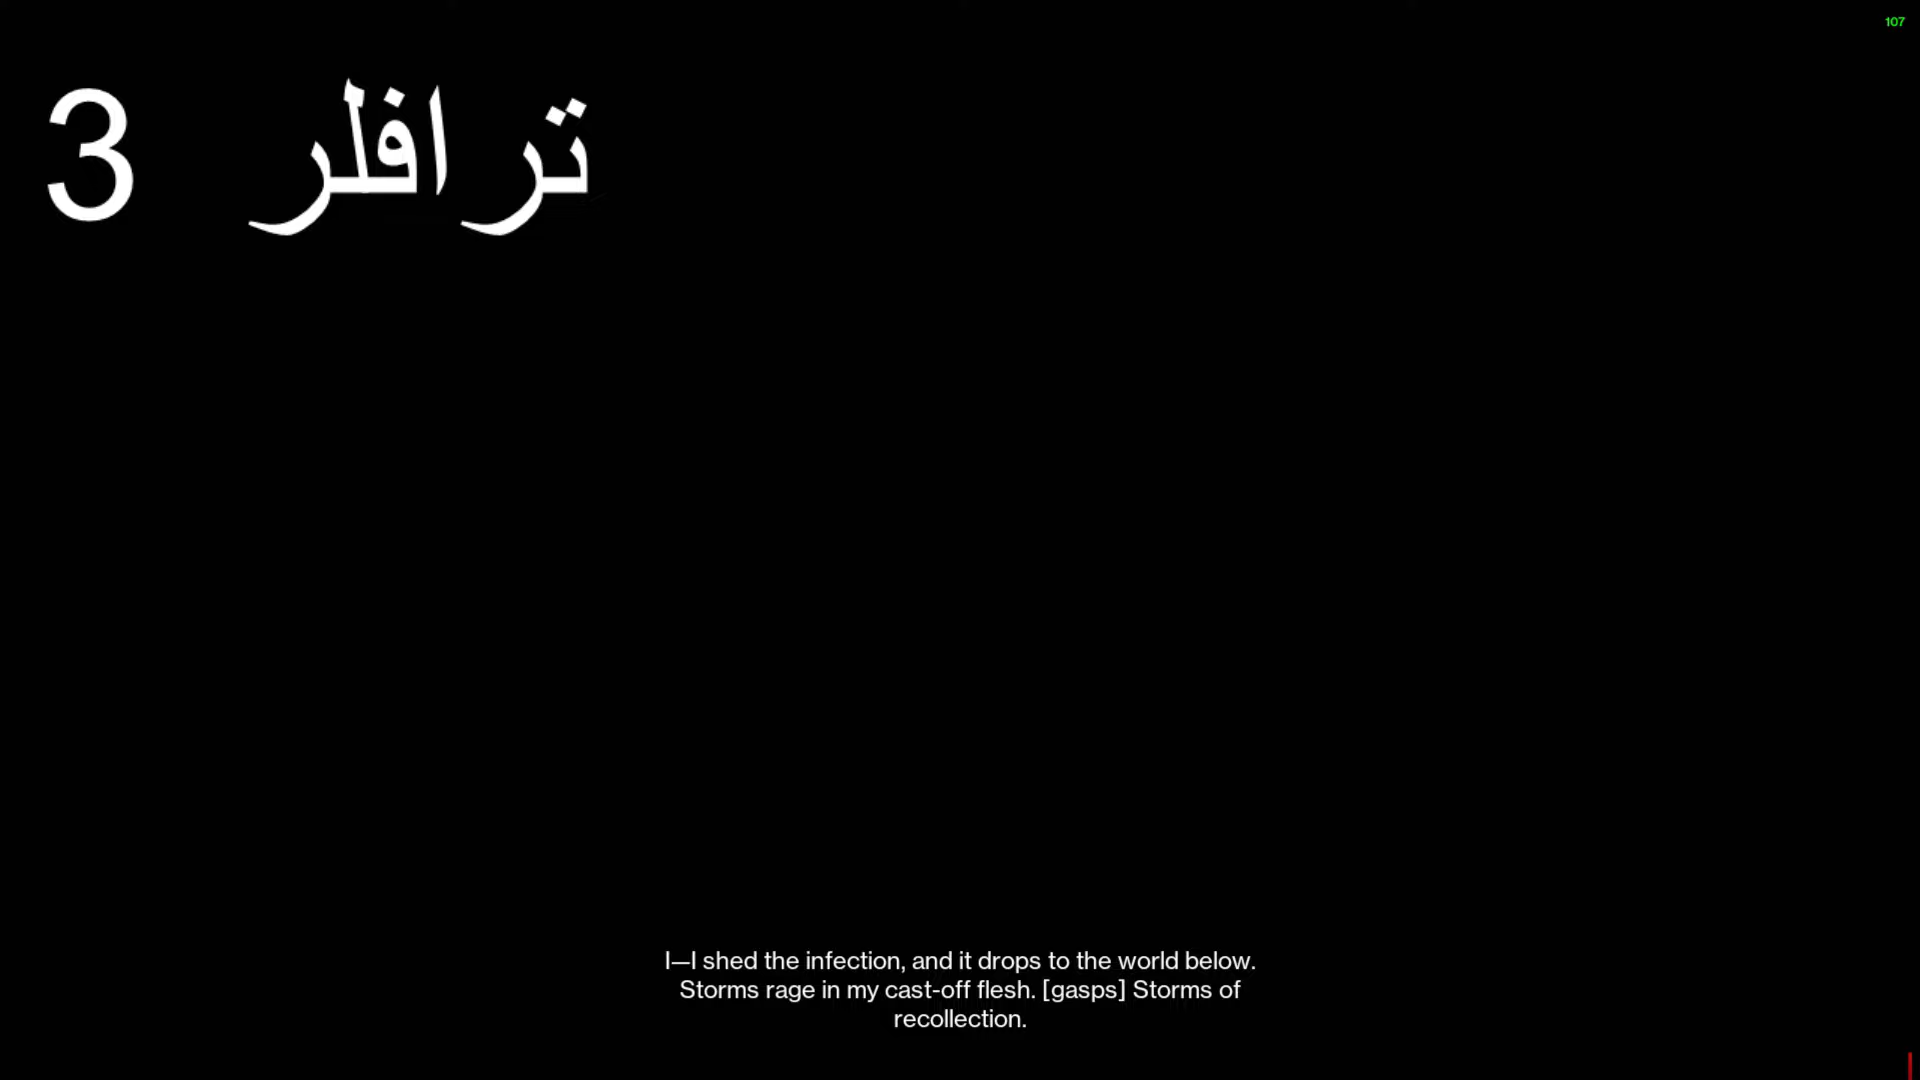 107
ترافلر 3
I—I shed the infection, and it drops to the world below.
Storms rage in my cast-off flesh. [gasps] Storms of
recollection.